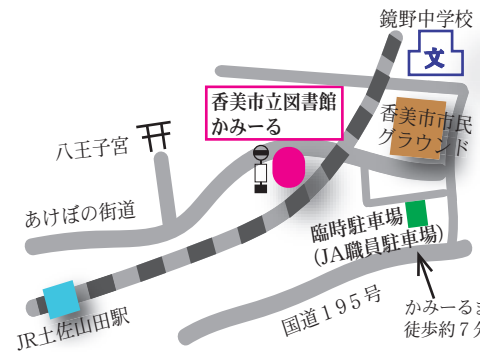 鏡野中学校
文
香美市立図書館
かみーる
香美市市民
グラウンド
八王子宮
あけぼの街道
臨時駐車場
(JA職員駐車場)
JR土佐山田駅
国道195号
かみーるま
徒歩約7分